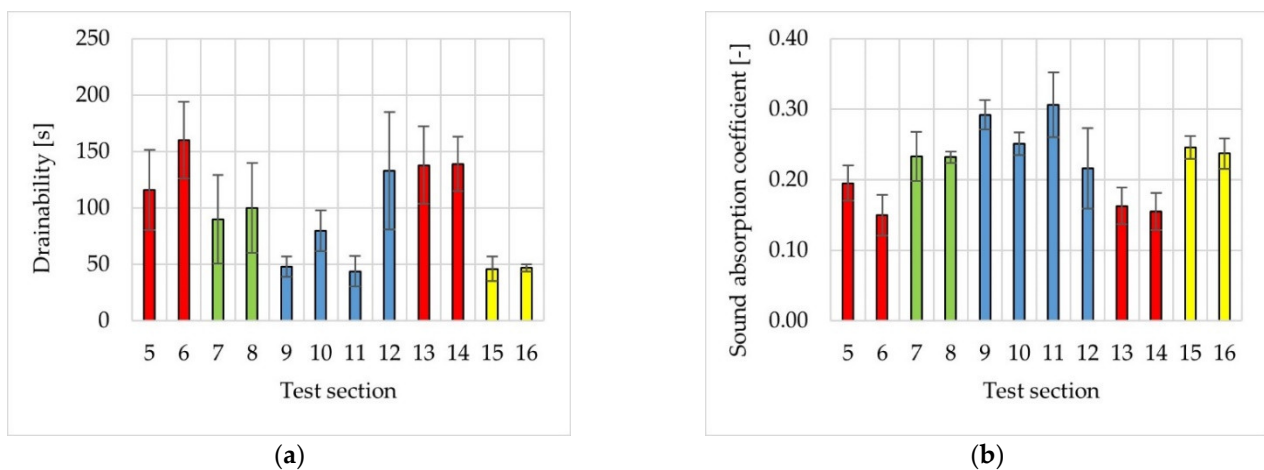 250
200
150
100
50
0
Drainability [s]
5 6 7 8 9 10 11 12 13 14 15 16
Test section
(a)
0.40
0.30
0.20
0.10
0.00
Sound absorption coefficient [-]
5 6 7 8 9 10 11 12 13 14 15 16
Test section
(b)